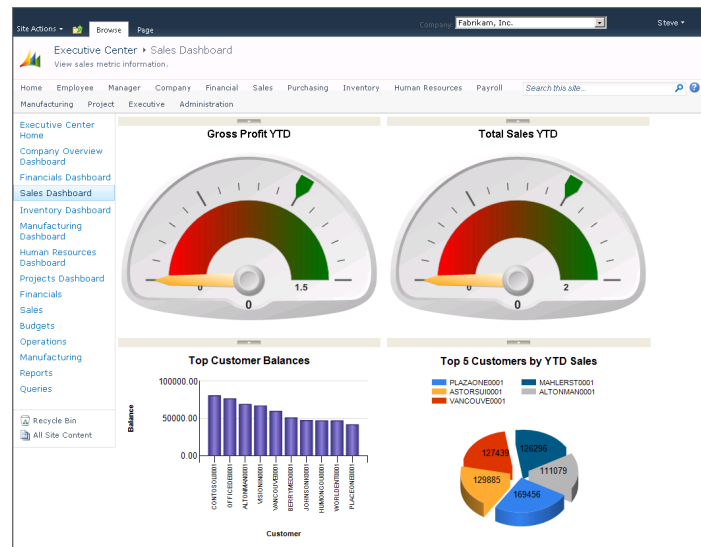 Site Actions
Browse
Page
Company: Fabrikam, Inc.
Steve
Executive Center ▸ Sales Dashboard
View sales metric information.
Home Employee Manager Company Financial Sales Purchasing Inventory Human Resources Payroll
Search this site...
Manufacturing Project Executive Administration
Executive Center
Home
Company Overview
Dashboard
Financials Dashboard
Sales Dashboard
Inventory Dashboard
Manufacturing
Dashboard
Human Resources
Dashboard
Projects Dashboard
Financials
Sales
Budgets
Operations
Manufacturing
Reports
Queries
Recycle Bin
All Site Content
Gross Profit YTD
0 1.5
0
Total Sales YTD
0 2
0
Top Customer Balances
100000.00
50000.00
0.00
Balance
CONTOSOL0001
OFFICEDE0001
ALTONMAN0001
VISIONIN0001
VANCOUVE0001
BERRYMED0001
JOHNSONI0001
HUMONGOU0001
WORLDENT0001
PLACEONE0001
Customer
Top 5 Customers by YTD Sales
PLAZAONE0001 MAHLERST0001
ASTORSUI0001 ALTONMAN0001
VANCOUVE0001
127439
126296
111079
129885
169456